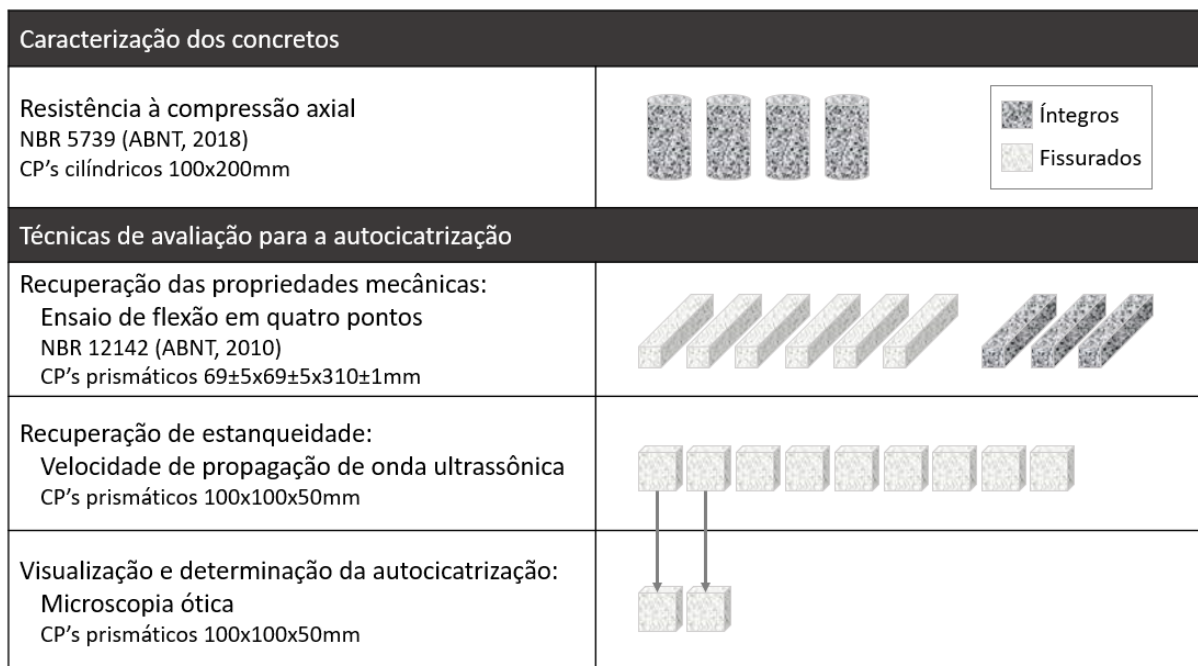 Caracterização dos concretos
Resistência à compressão axial
NBR 5739 (ABNT, 2018)
CP’s cilíndricos 100x200mm
Íntegros
Fissurados
Técnicas de avaliação para a autocicatrização
Recuperação das propriedades mecânicas:
Ensaio de flexão em quatro pontos
NBR 12142 (ABNT, 2010)
CP’s prismáticos 69±5x69±5x310±1mm
Recuperação de estanqueidade:
Velocidade de propagação de onda ultrassônica
CP’s prismáticos 100x100x50mm
Visualização e determinação da autocicatrização:
Microscopia ótica
CP’s prismáticos 100x100x50mm